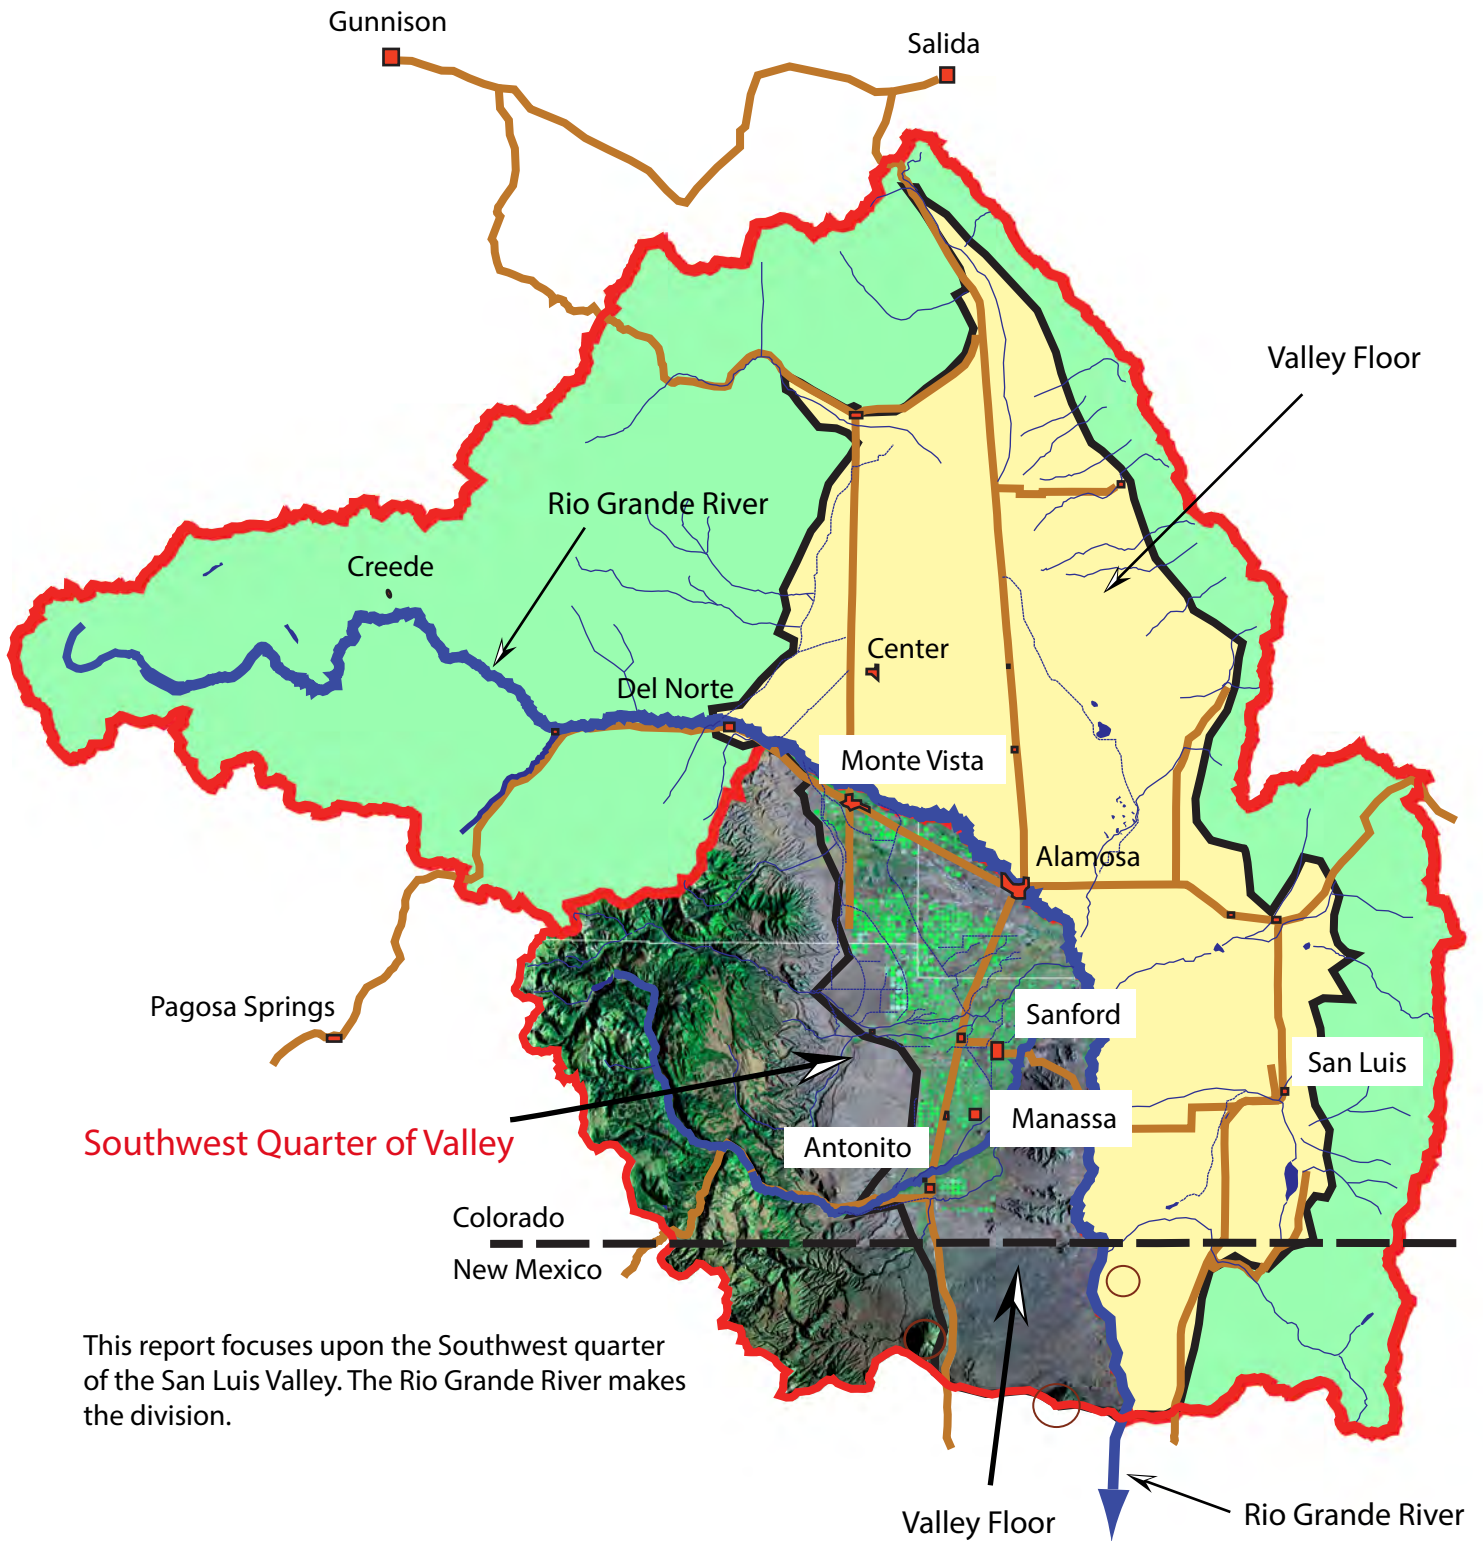 Gunnison
Salida
Valley Floor
Rio Grande River
Creede
Center
Del Norte
Monte Vista
Alamosa
Pagosa Springs
Sanford
San Luis
Manassa
Southwest Quarter of Valley
Antonito
Colorado
New Mexico
This report focuses upon the Southwest quarter
of the San Luis Valley. The Rio Grande River makes
the division.
Valley Floor
Rio Grande River